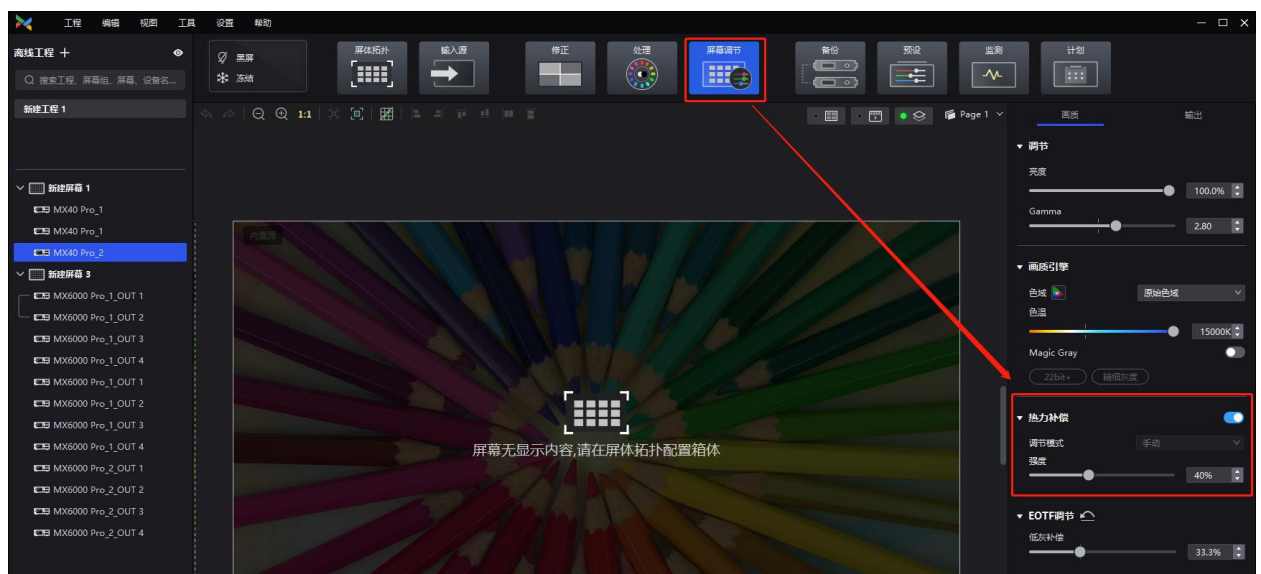 工程 编辑 视图 工具 设置 帮助
离线工程 +
搜索工程、屏幕组、屏幕、设备名...
新建工程 1
新建屏幕 1
MX40 Pro_1
MX40 Pro_1
MX40 Pro_2
新建屏幕 3
MX6000 Pro_1_OUT 1
MX6000 Pro_1_OUT 2
MX6000 Pro_1_OUT 3
MX6000 Pro_1_OUT 4
MX6000 Pro_1_OUT 1
MX6000 Pro_1_OUT 2
MX6000 Pro_1_OUT 3
MX6000 Pro_1_OUT 4
MX6000 Pro_2_OUT 1
MX6000 Pro_2_OUT 2
MX6000 Pro_2_OUT 3
MX6000 Pro_2_OUT 4
黑屏
冻结
屏体拓扑 输入源 修正 处理 屏幕调节 备份 预设 监测 计划
1:1
Page 1
内置源
屏幕无显示内容,请在屏体拓扑配置箱体
画质 输出
调节
亮度
100.0%
Gamma
2.80
画质引擎
色域 原始色域
色温
15000K
Magic Gray
22bit+ 精细灰度
热力补偿
调节模式 手动
强度
40%
EOTF调节
低灰补偿
33.3%